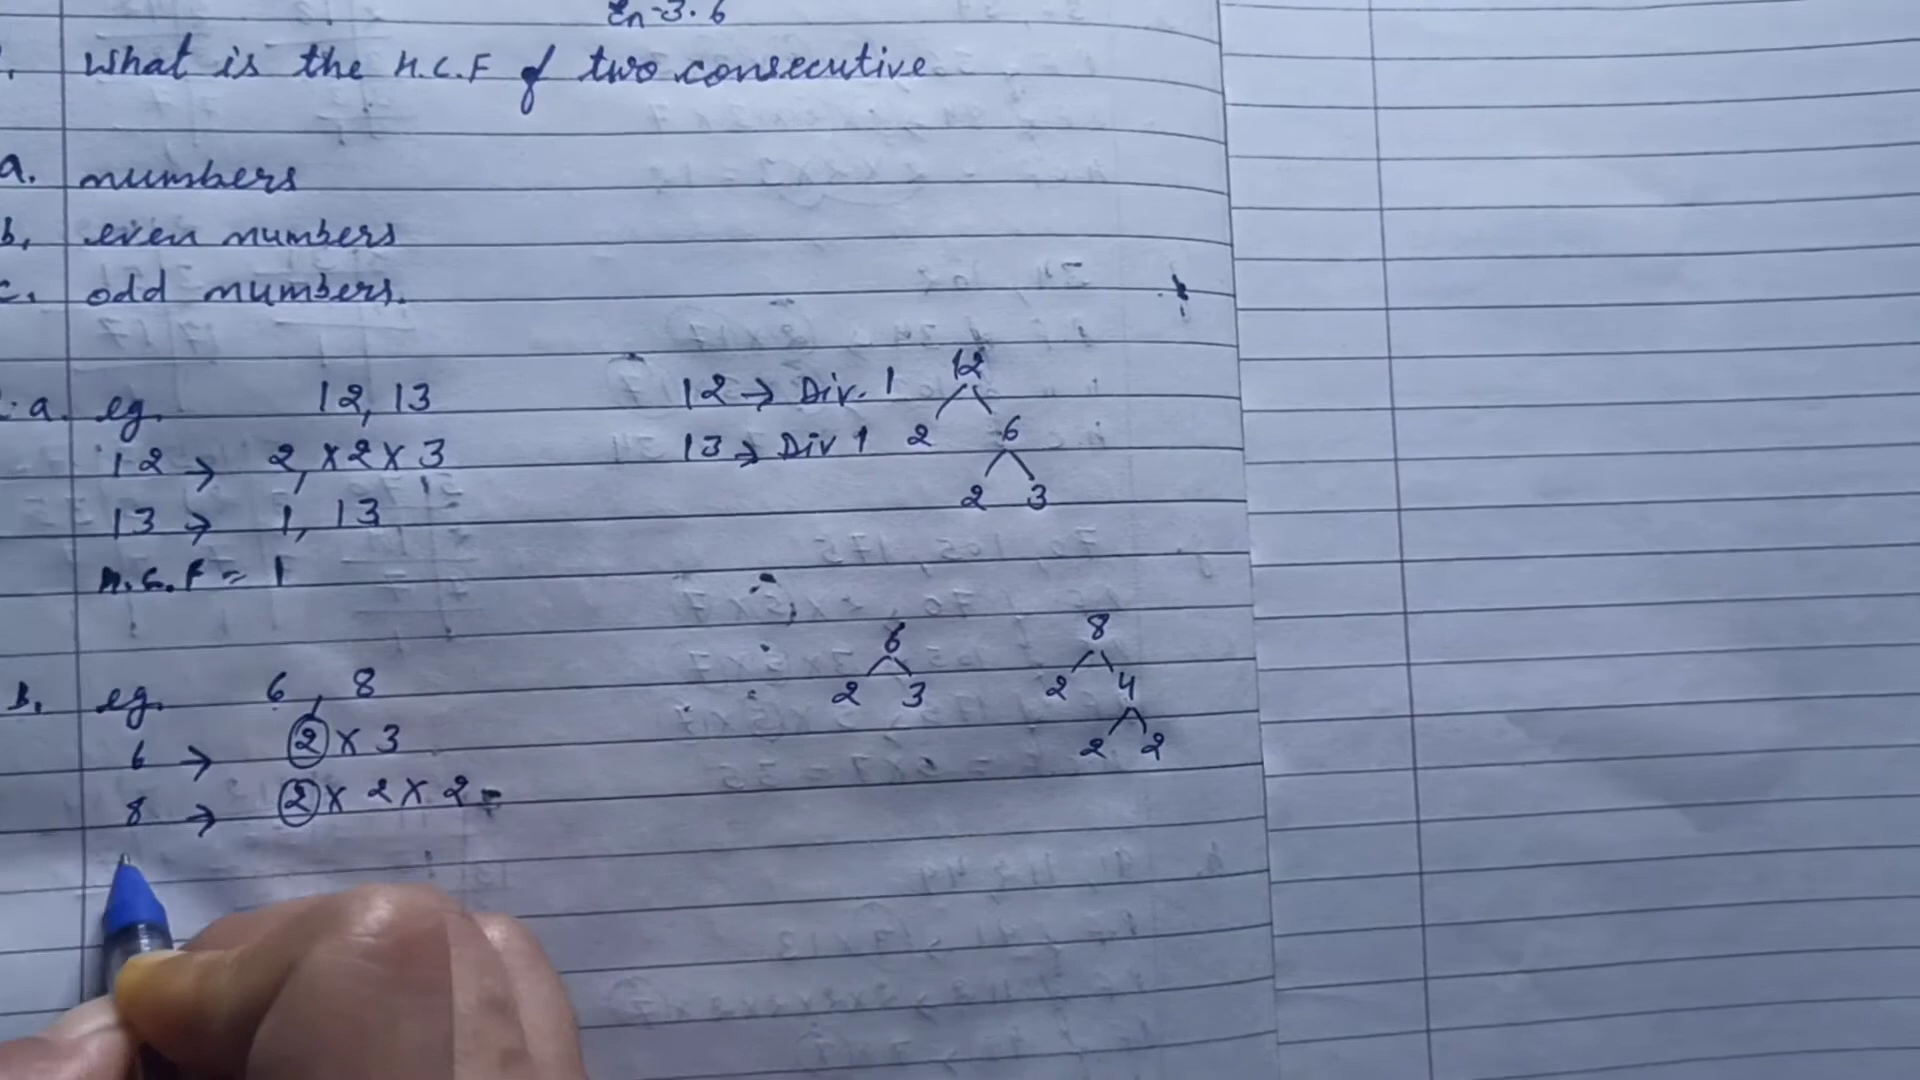 Ex-3.6
What is the H.C.F of two consecutive
a. numbers
b. even numbers
c. odd numbers.
a. eg. 12, 13
12 → 2 x 2 x 3
13 → 1, 13
H.C.F = 1
12 → Div. 1
13 → Div 1
12
2 6
2 3
B. eg. 6, 8
6 → 2 x 3
8 → 2 x 2 x 2
6
2 3
8
2 4
2 2